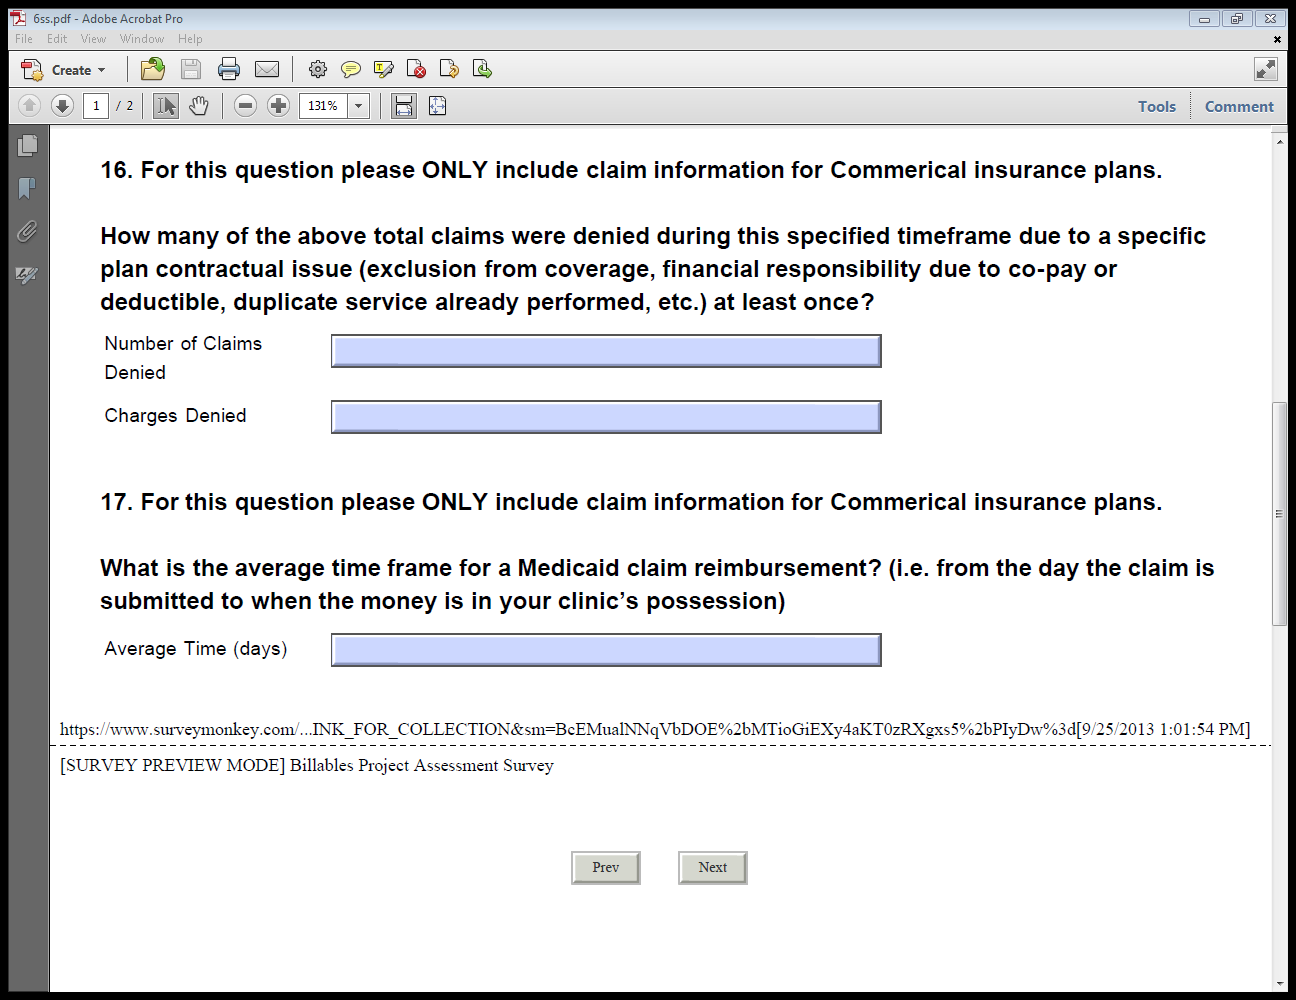 6ss.pdf - Adobe Acrobat Pro
File Edit View Window Help
Create
1 / 2 131% Tools Comment
16. For this question please ONLY include claim information for Commerical insurance plans.
How many of the above total claims were denied during this specified timeframe due to a specific
plan contractual issue (exclusion from coverage, financial responsibility due to co-pay or
deductible, duplicate service already performed, etc.) at least once?
Number of Claims
Denied
Charges Denied
17. For this question please ONLY include claim information for Commerical insurance plans.
What is the average time frame for a Medicaid claim reimbursement? (i.e. from the day the claim is
submitted to when the money is in your clinic’s possession)
Average Time (days)
https://www.surveymonkey.com/...INK_FOR_COLLECTION&sm=BcEMualNNqVbDOE%2bMTioGiEXy4aKT0zRXgxs5%2bPIyDw%3d[9/25/2013 1:01:54 PM]
[SURVEY PREVIEW MODE] Billables Project Assessment Survey
Prev Next